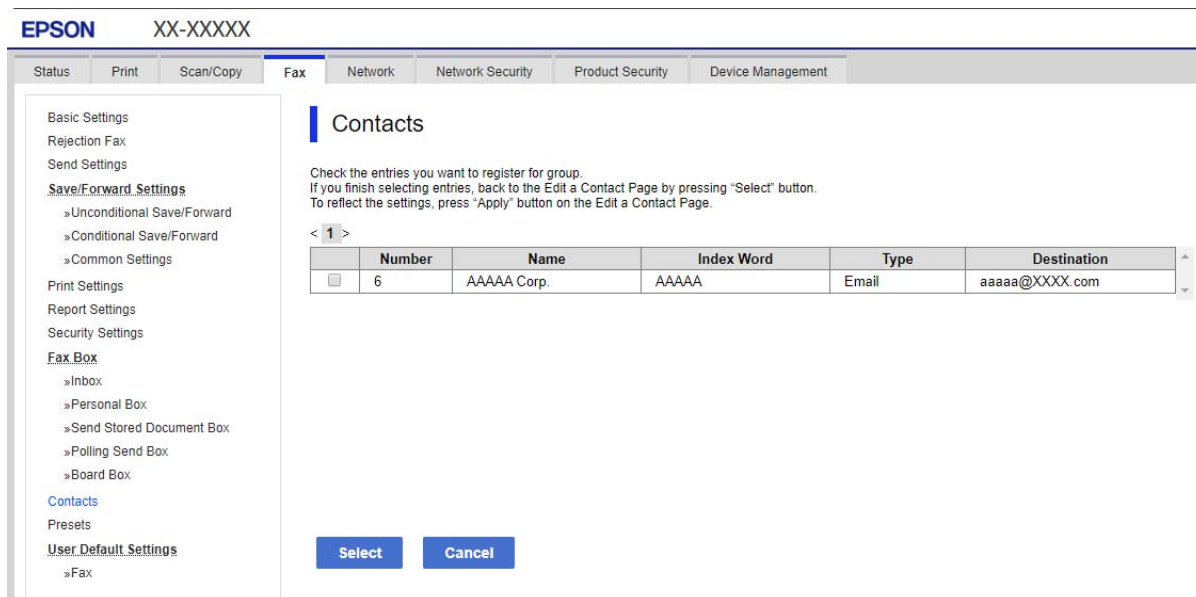 EPSON XX-XXXXX
Status Print Scan/Copy Fax Network Network Security Product Security Device Management
Basic Settings
Rejection Fax
Send Settings
Save/Forward Settings
»Unconditional Save/Forward
»Conditional Save/Forward
»Common Settings
Print Settings
Report Settings
Security Settings
Fax Box
»Inbox
»Personal Box
»Send Stored Document Box
»Polling Send Box
»Board Box
Contacts
Presets
User Default Settings
»Fax
Contacts
Check the entries you want to register for group.
If you finish selecting entries, back to the Edit a Contact Page by pressing “Select” button.
To reflect the settings, press “Apply” button on the Edit a Contact Page.
< 1 >
Number Name Index Word Type Destination
6 AAAAA Corp. AAAAA Email aaaaa@XXXX.com
Select Cancel